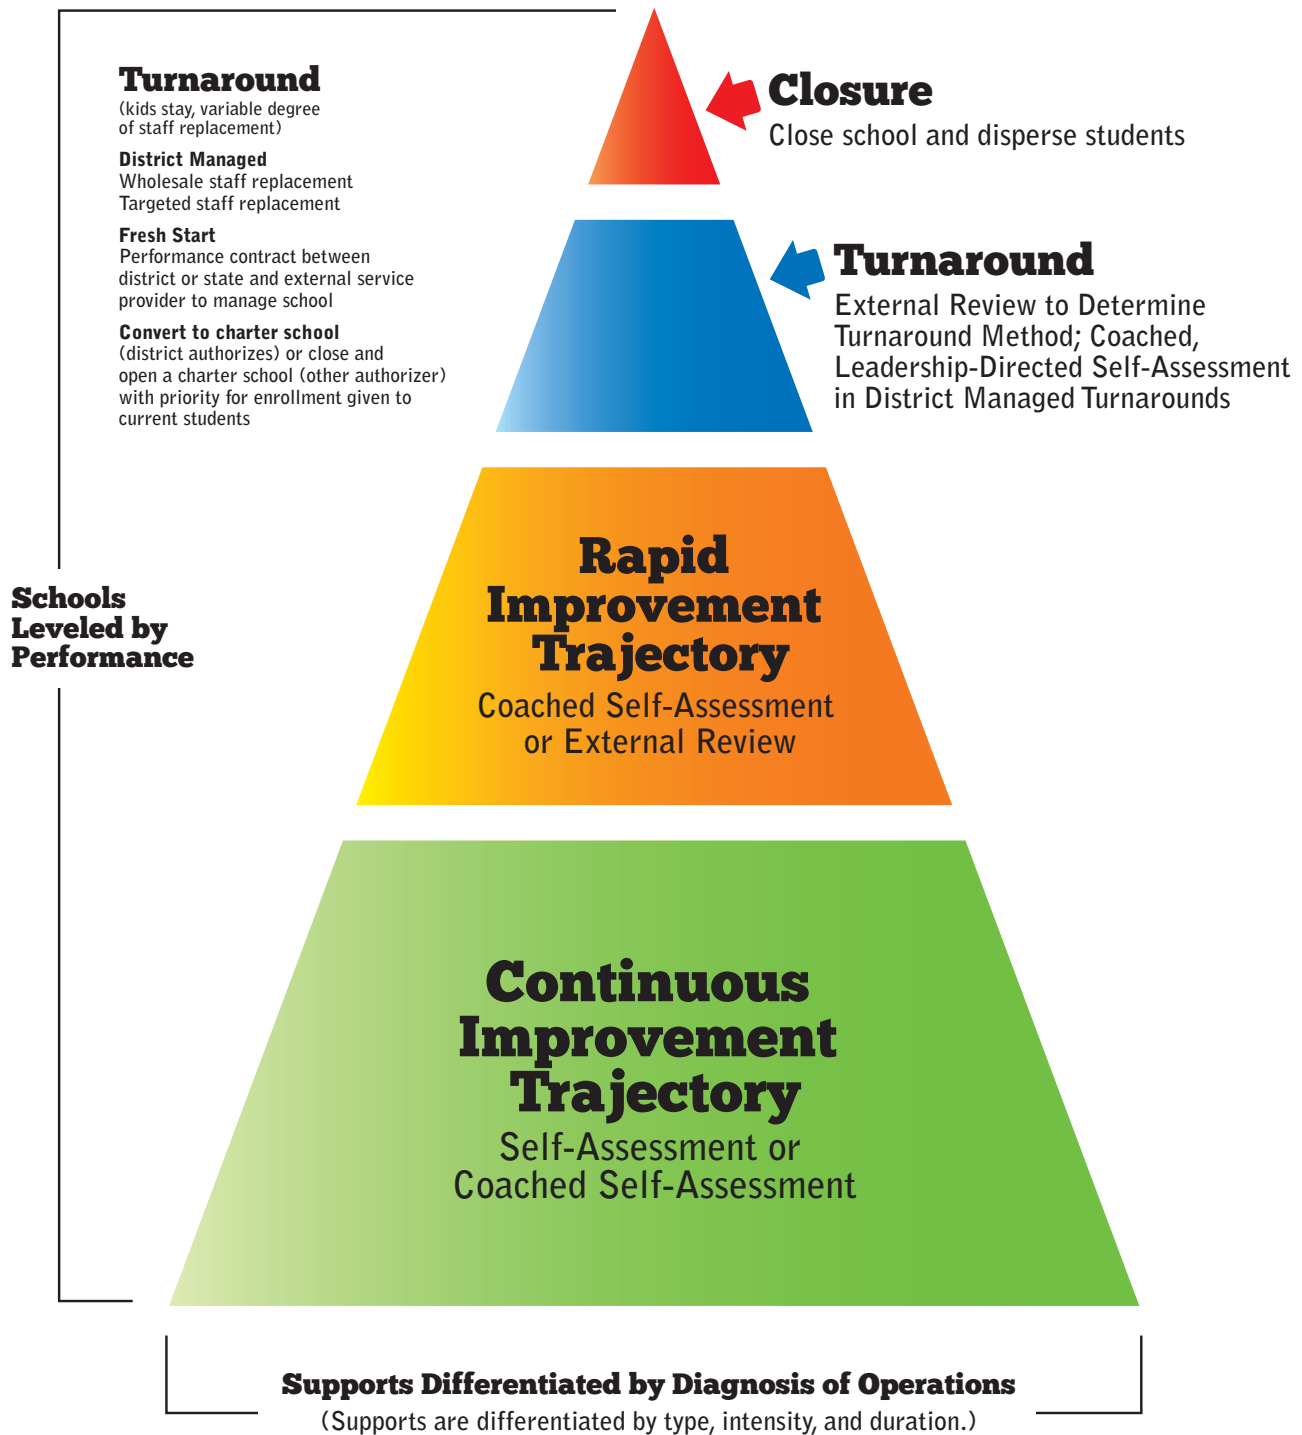 Turnaround
(kids stay, variable degree
of staff replacement)
District Managed
Wholesale staff replacement
Targeted staff replacement
Fresh Start
Performance contract between
district or state and external service
provider to manage school
Convert to charter school
(district authorizes) or close and
open a charter school (other authorizer)
with priority for enrollment given to
current students
Closure
Close school and disperse students
Turnaround
External Review to Determine
Turnaround Method; Coached,
Leadership-Directed Self-Assessment
in District Managed Turnarounds
Schools
Leveled by
Performance
Rapid
Improvement
Trajectory
Coached Self-Assessment
or External Review
Continuous
Improvement
Trajectory
Self-Assessment or
Coached Self-Assessment
Supports Differentiated by Diagnosis of Operations
(Supports are differentiated by type, intensity, and duration.)